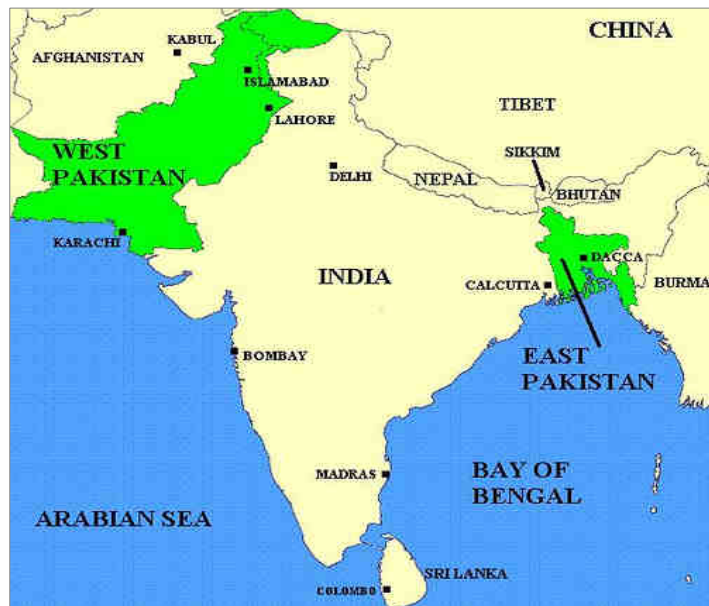 CHINA
KABUL
AFGHANISTAN
ISLAMABAD
TIBET
LAHORE
WEST
PAKISTAN
SIKKIM
DELHI
NEPAL
BHUTAN
KARACHI
DACCA
INDIA
CALCUTTA
BURMA
BOMBAY
EAST
PAKISTAN
MADRAS
BAY OF
BENGAL
ARABIAN SEA
SRI LANKA
COLOMBO